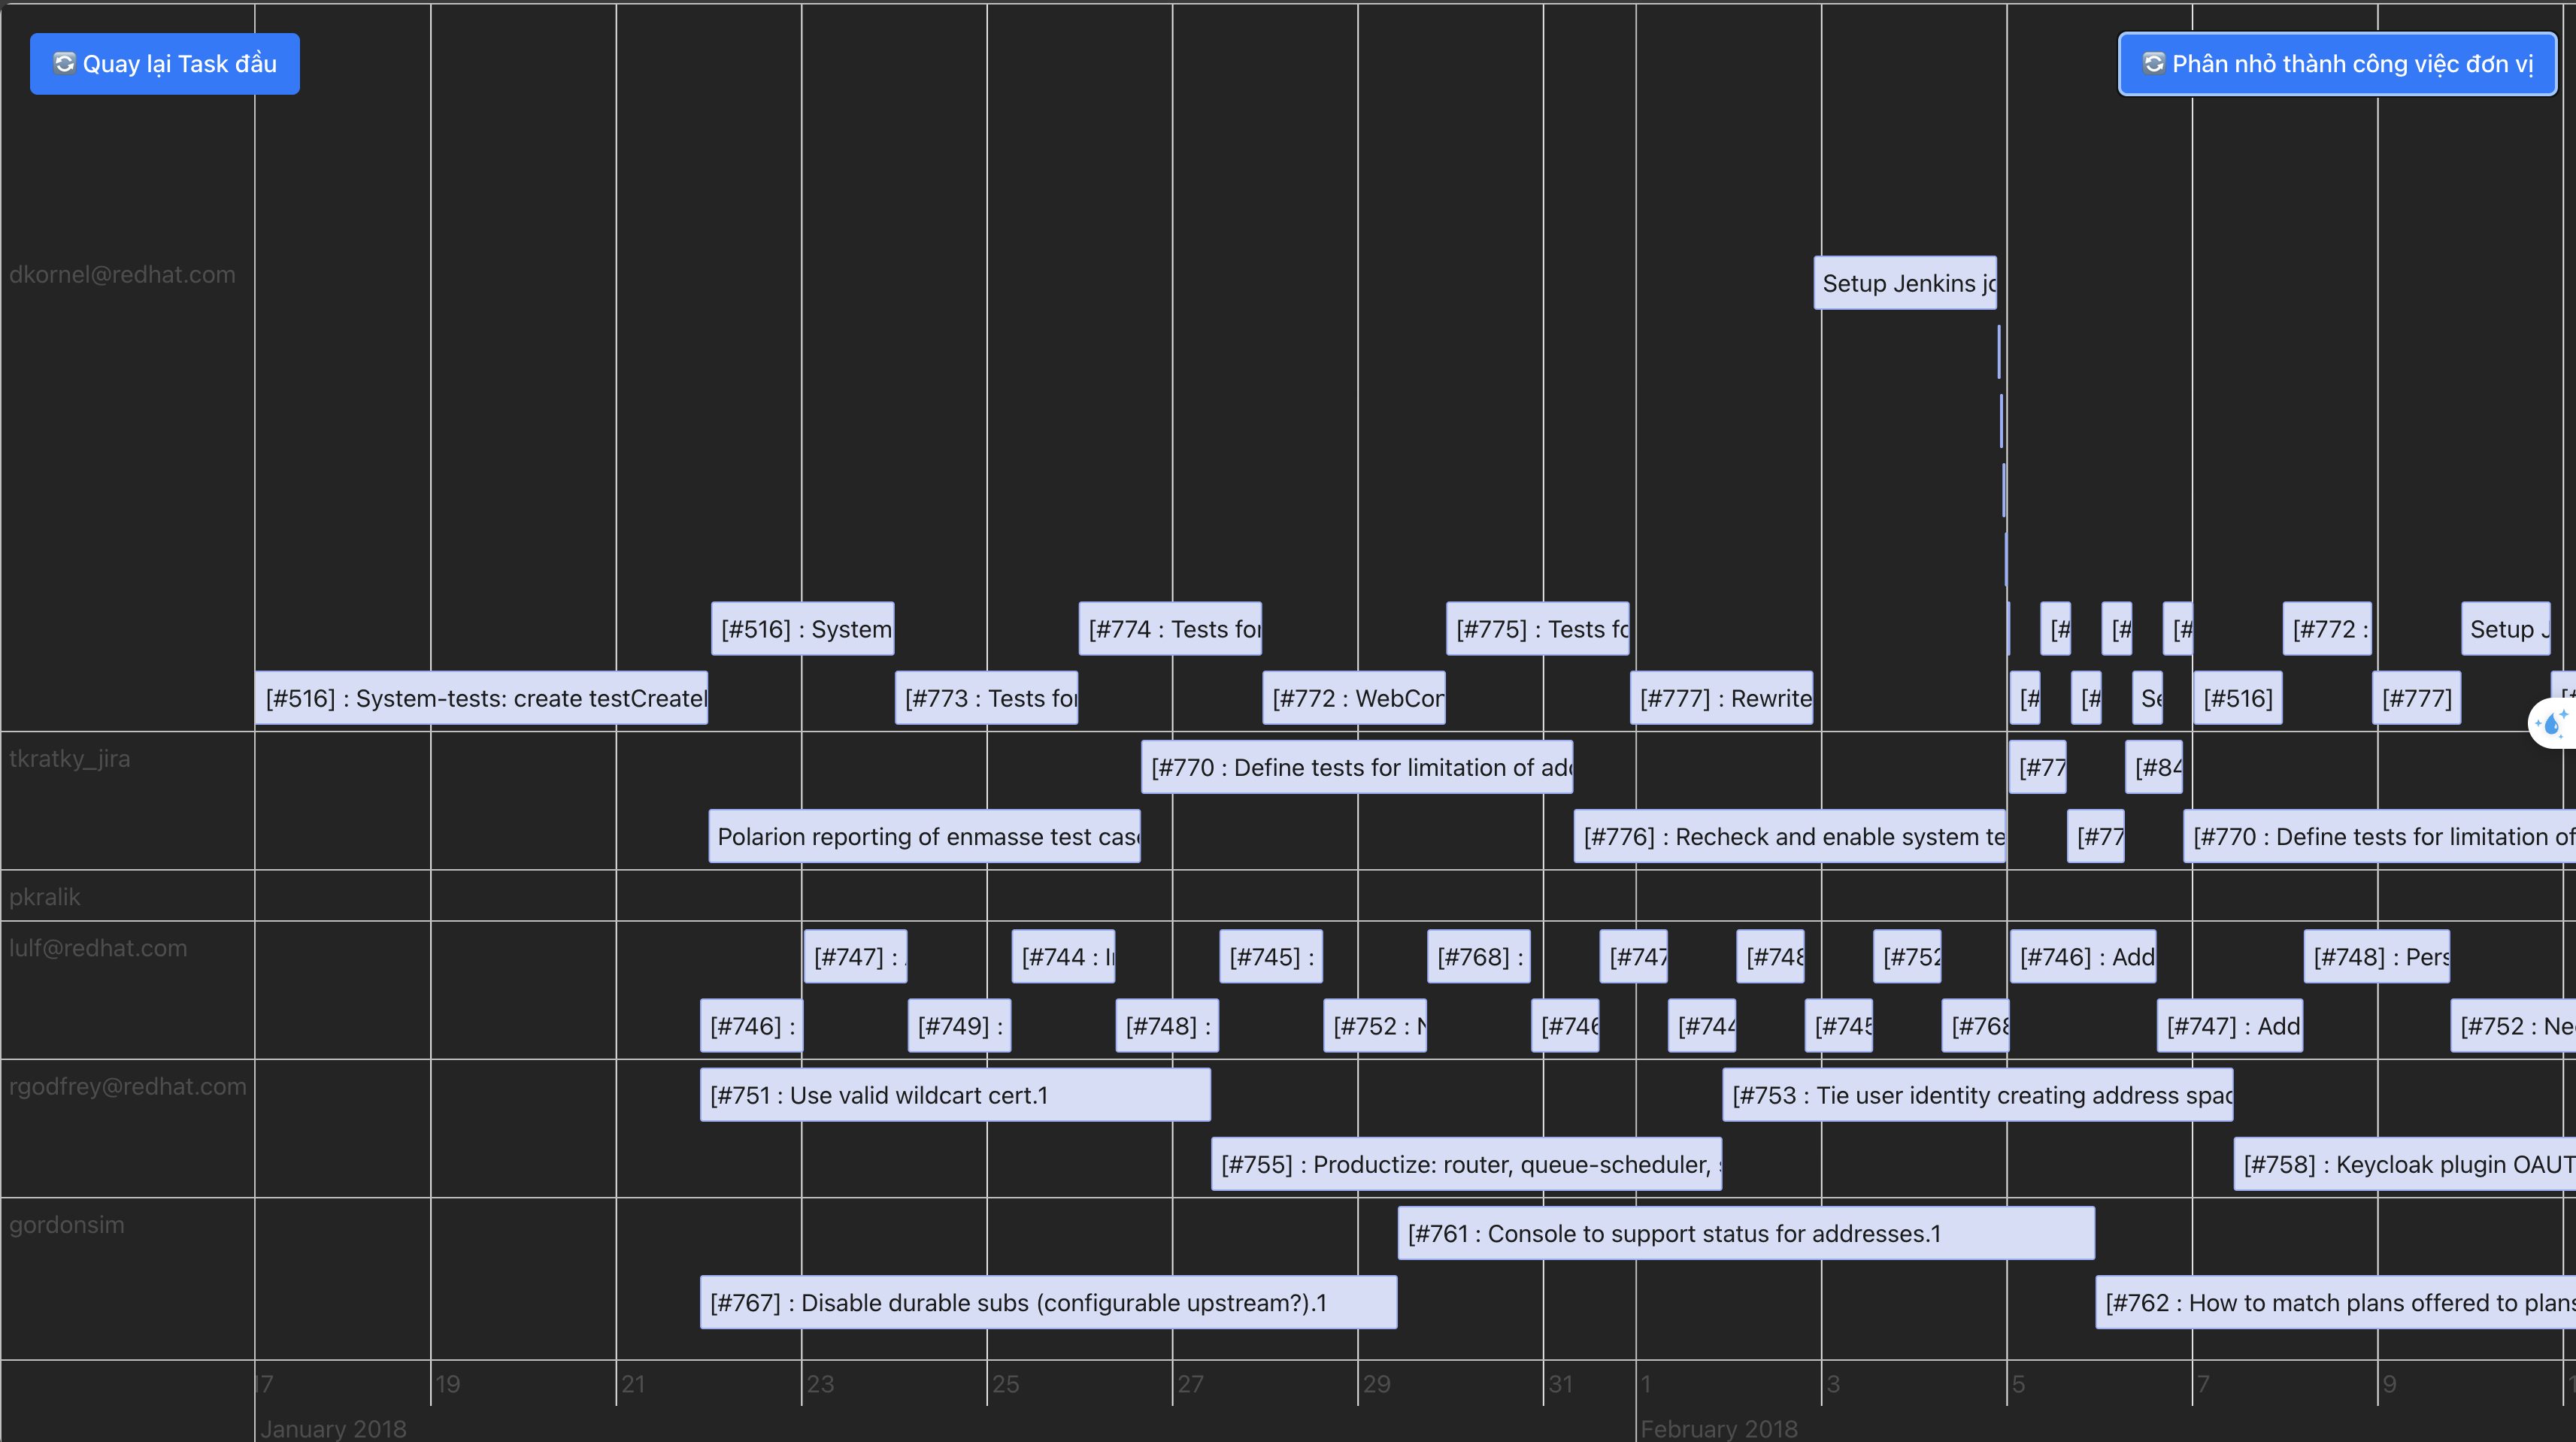 Quay lại Task đầu
Phân nhỏ thành công việc đơn vị
dkornel@redhat.com
Setup Jenkins jo
[#516] : System
[#774 : Tests for
[#775] : Tests fo
[#
[#
[#
[#772 :
Setup J
[#516] : System-tests: create testCreatel
[#773 : Tests for
[#772 : WebCon
[#777] : Rewrite
[#
[#
Se
[#516]
[#777]
tkratky_jira
[#770 : Define tests for limitation of add
[#77
[#84
Polarion reporting of enmasse test case
[#776] : Recheck and enable system te
[#77
[#770 : Define tests for limitation of
pkralik
lulf@redhat.com
[#747] :
[#744 : I
[#745] :
[#768] :
[#747
[#748
[#752
[#746] : Add
[#748] : Pers
[#746] :
[#749] :
[#748] :
[#752 : N
[#746
[#744
[#745
[#768
[#747] : Add
[#752 : Ne
rgodfrey@redhat.com
[#751 : Use valid wildcart cert.1
[#753 : Tie user identity creating address spac
[#755] : Productize: router, queue-scheduler,
[#758] : Keycloak plugin OAUT
gordonsim
[#761 : Console to support status for addresses.1
[#767] : Disable durable subs (configurable upstream?).1
[#762 : How to match plans offered to plans
17
19
21
23
25
27
29
31
1
3
5
7
9
January 2018
February 2018